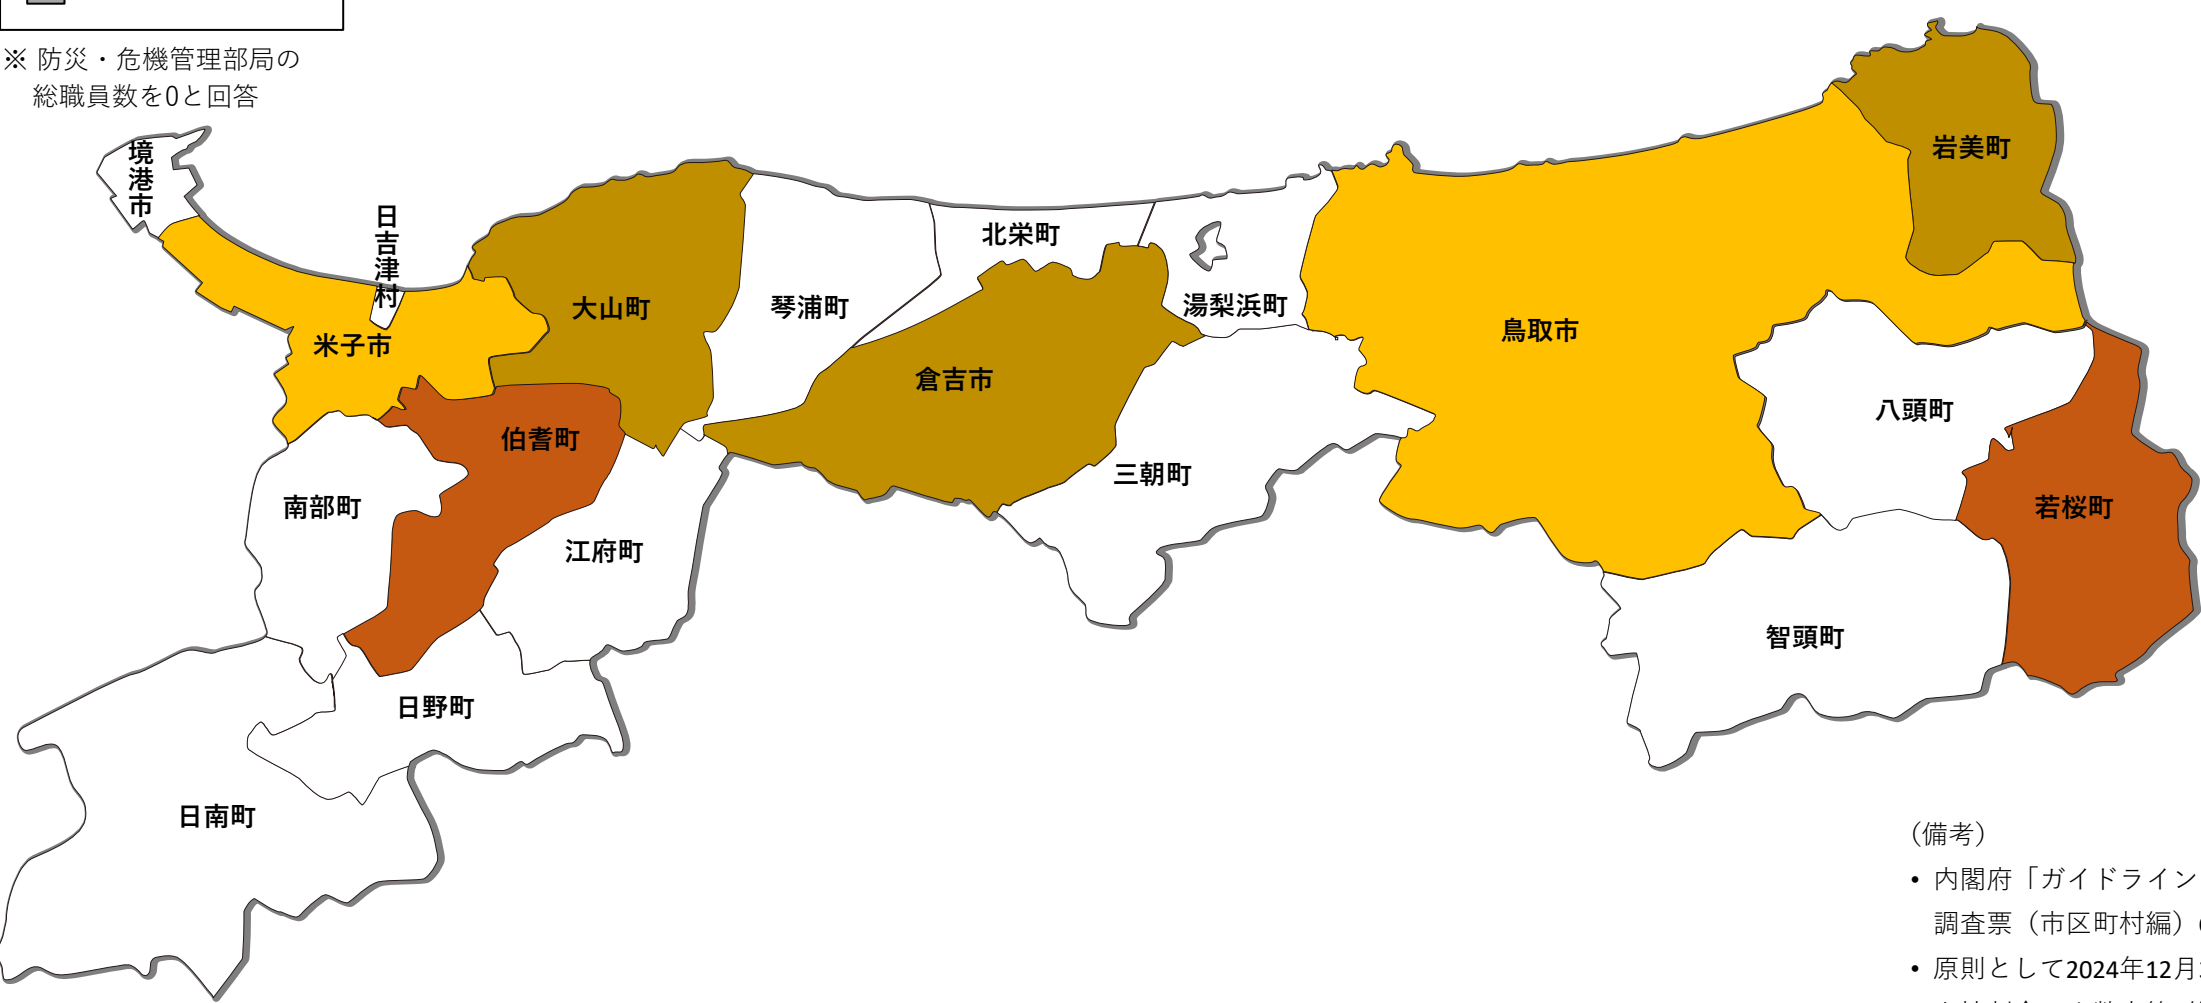 ※ 防災・危機管理部局の
総職員数を0と回答
境港市
日吉津村
米子市
大山町
琴浦町
北栄町
湯梨浜町
鳥取市
岩美町
倉吉市
伯耆町
南部町
江府町
三朝町
八頭町
若桜町
智頭町
日野町
日南町
（備考）
• 内閣府「ガイドライン
調査票（市区町村編）
• 原則として2024年12月